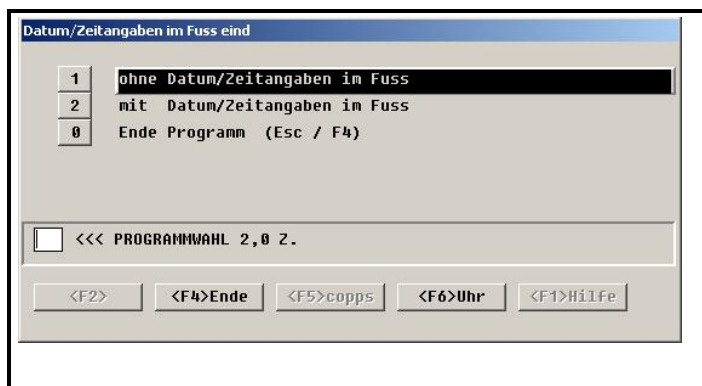 Datum/Zeitangaben im Fuss eind
1 ohne Datum/Zeitangaben im Fuss
2 mit Datum/Zeitangaben im Fuss
0 Ende Programm (Esc / F4)
<<< PROGRAMMWAHL 2,0 Z.
<F2> <F4>Ende <F5>copps <F6>Uhr <F1>Hilfe